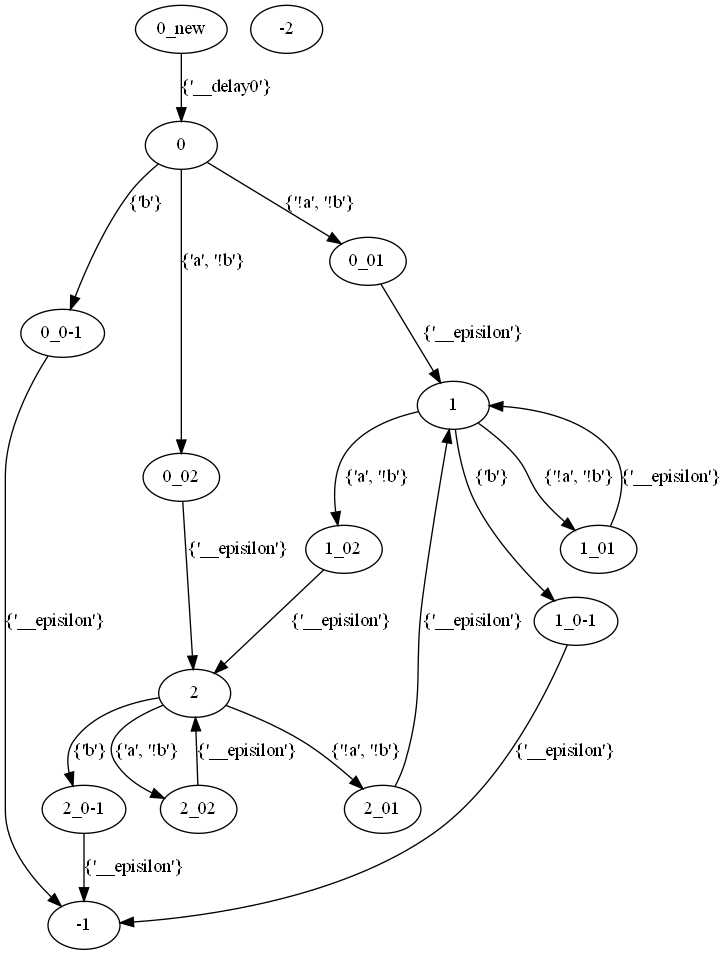 0_new
-2
{'__delay0'}
0
{'b'}
{'!a', '!b'}
{'a', '!b'}
0_01
0_0-1
{'__episilon'}
1
{'a', '!b'}
{'b'}
{'!a', '!b'}
{'__episilon'}
0_02
{'__episilon'}
1_02
1_01
{'__episilon'}
{'__episilon'}
{'__episilon'}
1_0-1
2
{'b'}
{'a', '!b'}
{'__episilon'}
{'!a', '!b'}
{'__episilon'}
2_0-1
2_02
2_01
{'__episilon'}
-1